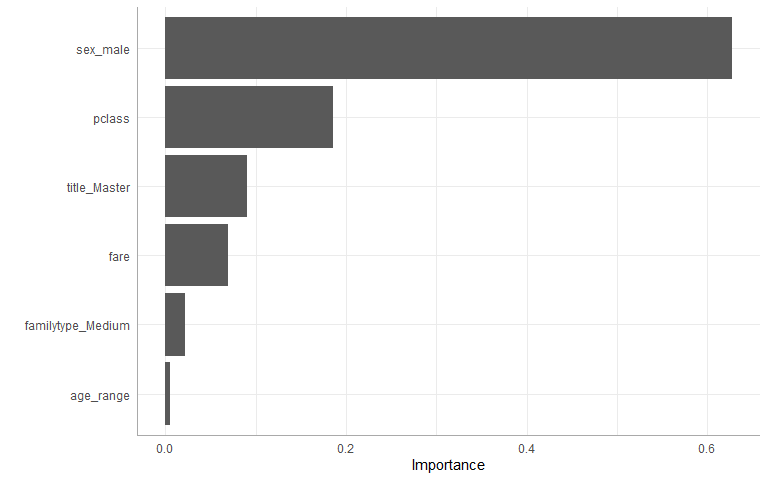 sex_male
pclass
title_Master
fare
familytype_Medium
age_range
0.0
0.2
0.4
0.6
Importance